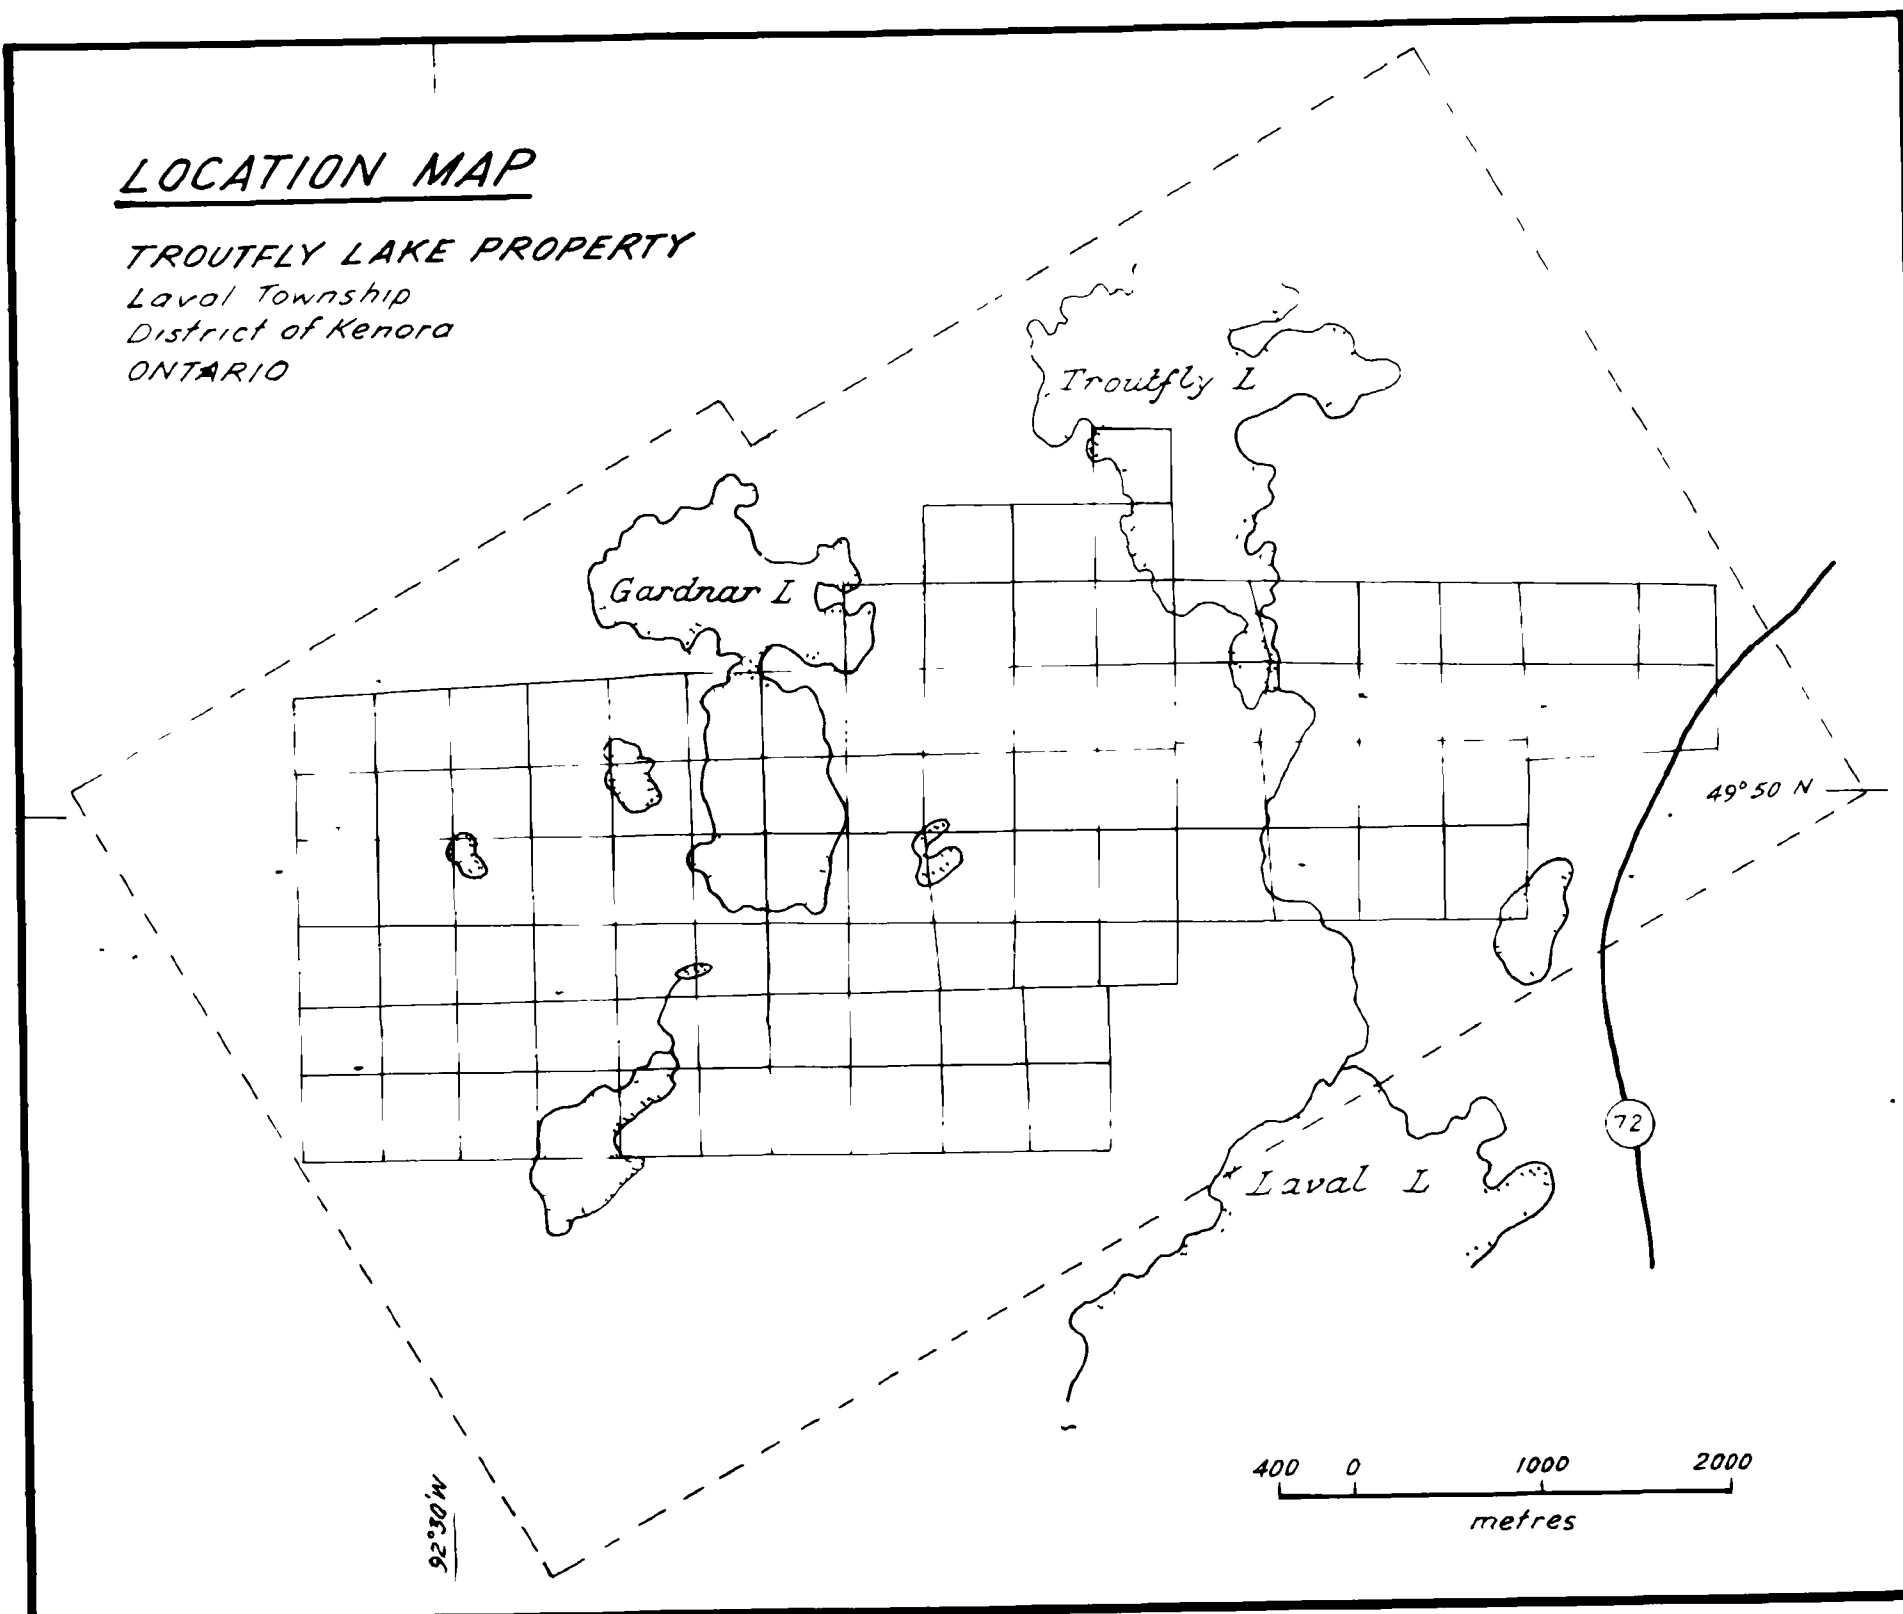 LOCATION MAP
TROUTFLY LAKE PROPERTY
Laval Township
District of Kenora
ONTARIO
Troutfly L
Gardnar L
49°50 N
72
Laval L
400 0 1000 2000
metres
92°30'W